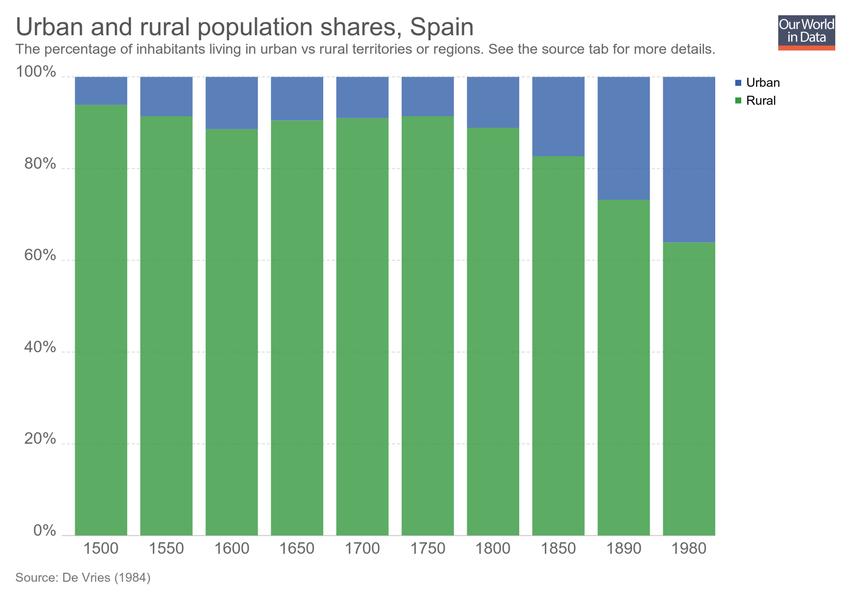 Urban and rural population shares, Spain
The percentage of inhabitants living in urban vs rural territories or regions. See the source tab for more details.
Our World
in Data
Urban
Rural
100%
80%
60%
40%
20%
0%
1500 1550 1600 1650 1700 1750 1800 1850 1890 1980
Source: De Vries (1984)